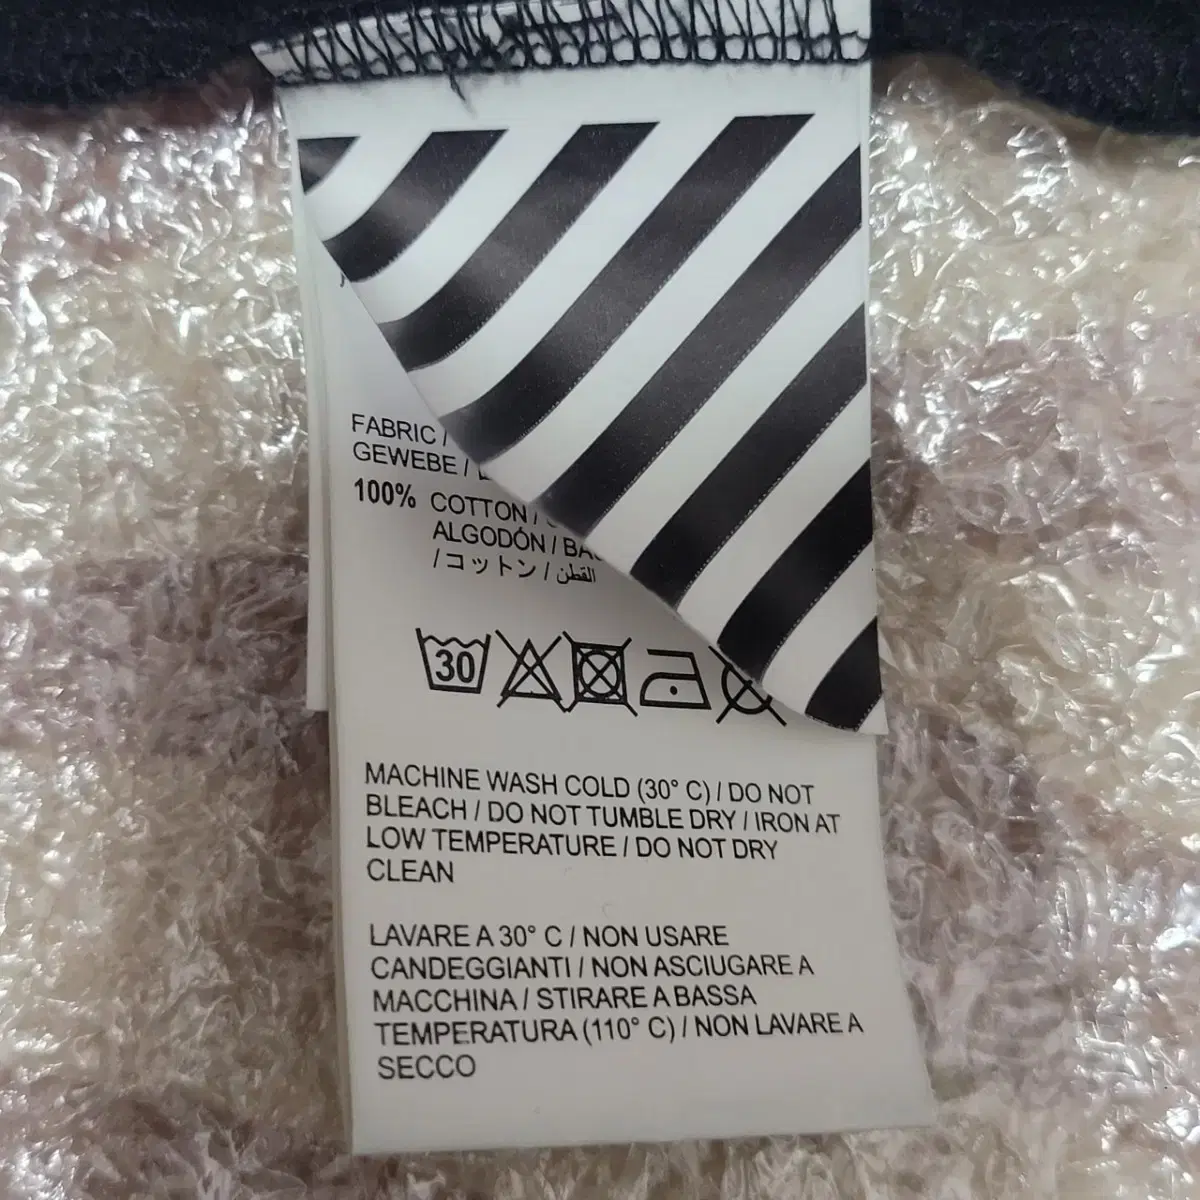 FABRIC /
GEWEBE /
100% COTTON /
ALGODÓN /
/ コットン / القطن
30
MACHINE WASH COLD (30° C) / DO NOT
BLEACH / DO NOT TUMBLE DRY / IRON AT
LOW TEMPERATURE / DO NOT DRY
CLEAN
LAVARE A 30° C / NON USARE
CANDEGGIANTI / NON ASCIUGARE A
MACCHINA / STIRARE A BASSA
TEMPERATURA (110° C) / NON LAVARE A
SECCO